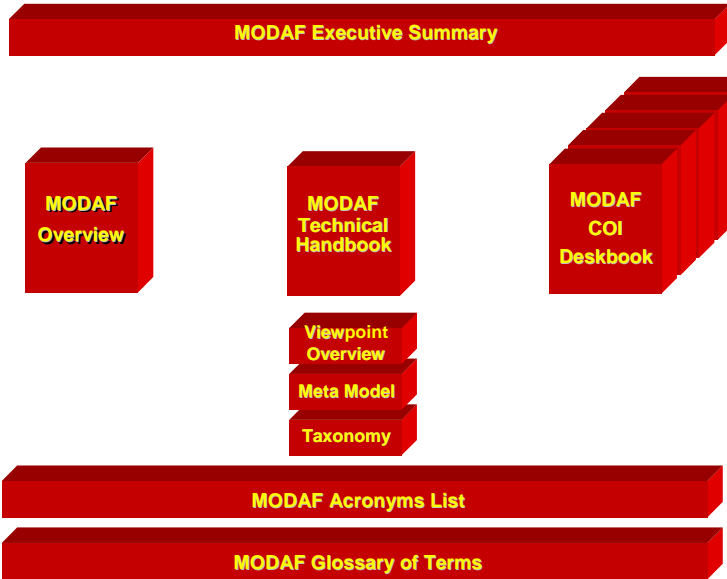 MODAF Executive Summary
MODAF
Overview
MODAF
Technical
Handbook
MODAF
COI
Deskbook
Viewpoint
Overview
Meta Model
Taxonomy
MODAF Acronyms List
MODAF Glossary of Terms